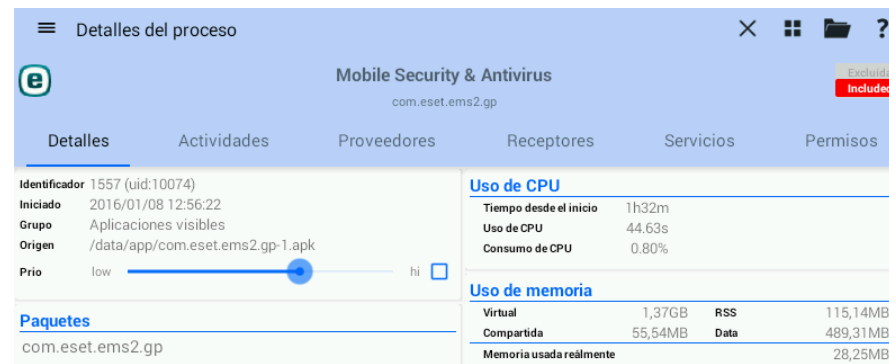 Detalles del proceso
?
e
Mobile Security & Antivirus
com.eset.ems2.gp
Excluida
Included
Detalles Actividades Proveedores Receptores Servicios Permisos
Identificador 1557 (uid:10074)
Iniciado 2016/01/08 12:56:22
Grupo Aplicaciones visibles
Origen /data/app/com.eset.ems2.gp-1.apk
Prio low hi
Paquetes
com.eset.ems2.gp
Uso de CPU
Tiempo desde el inicio 1h32m
Uso de CPU 44.63s
Consumo de CPU 0.80%
Uso de memoria
Virtual 1,37GB RSS 115,14MB
Compartida 55,54MB Data 489,31MB
Memoria usada reálmente 28,25MB